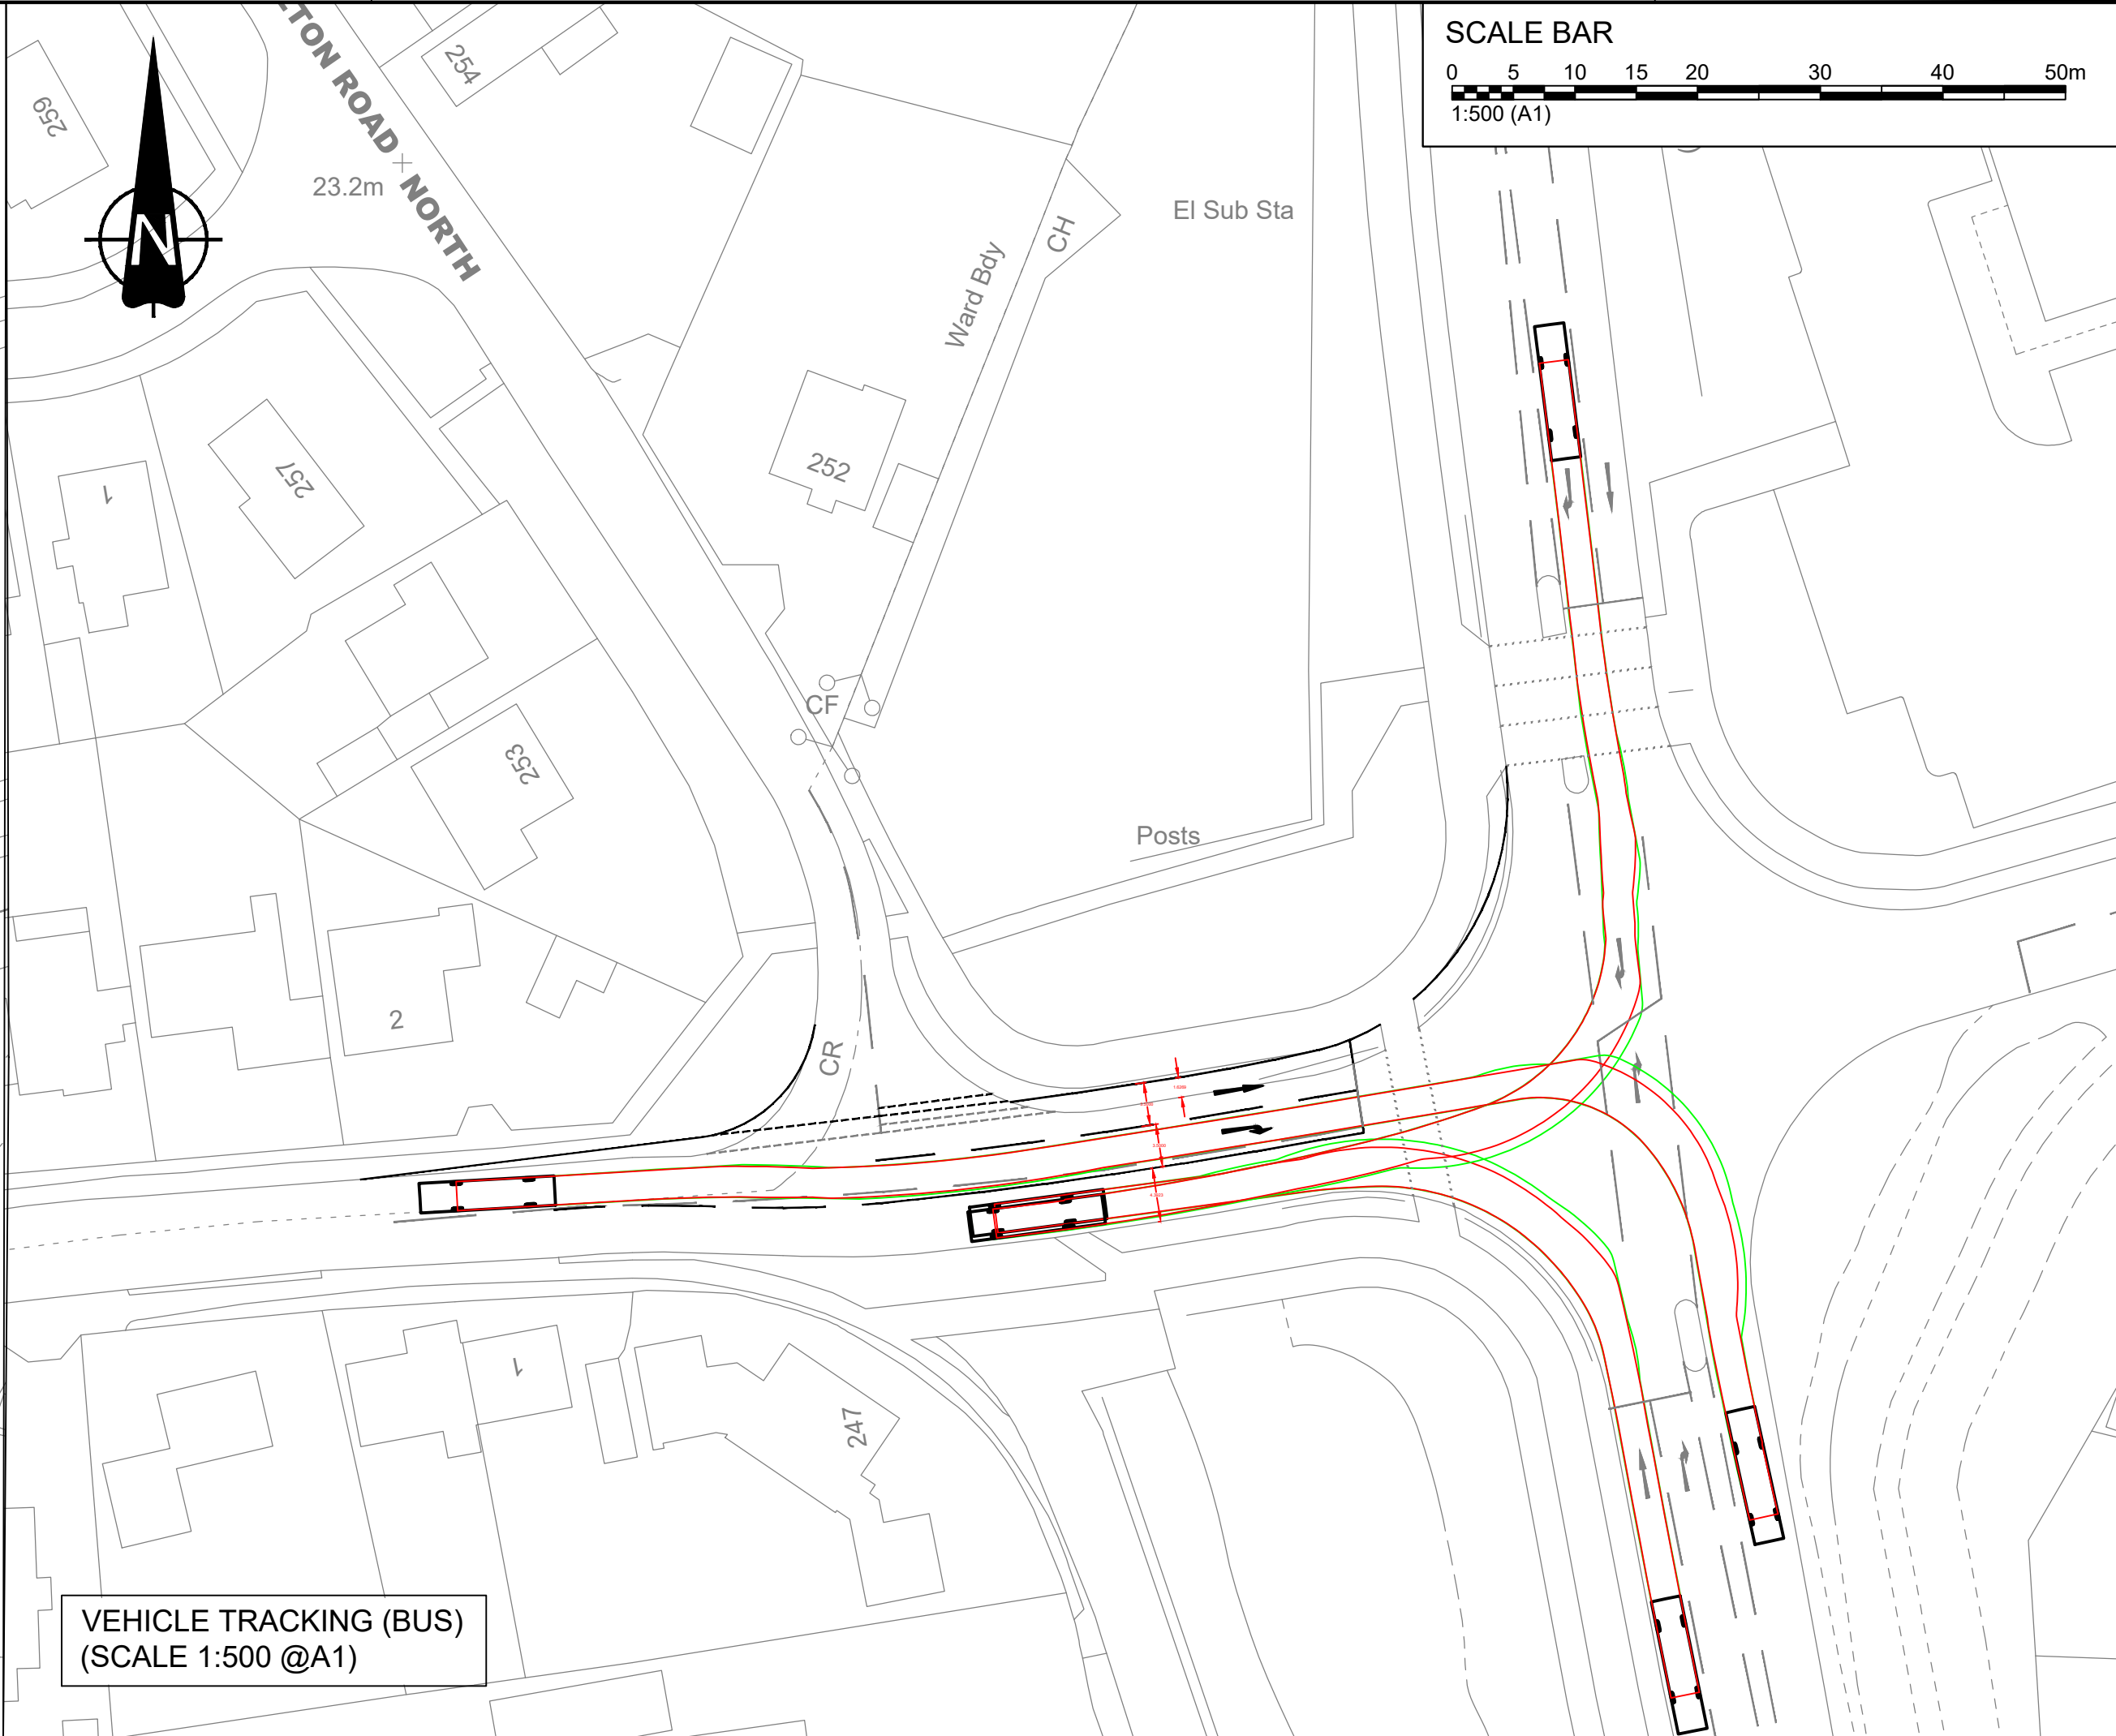 SCALE BAR
0 5 10 15 20 30 40 50m
1:500 (A1)
LTON ROAD NORTH
254
259
23.2m
N
El Sub Sta
CH
Ward Bdy
252
257
1
CF
253
Posts
2
CR
1
247
VEHICLE TRACKING (BUS)
(SCALE 1:500 @A1)